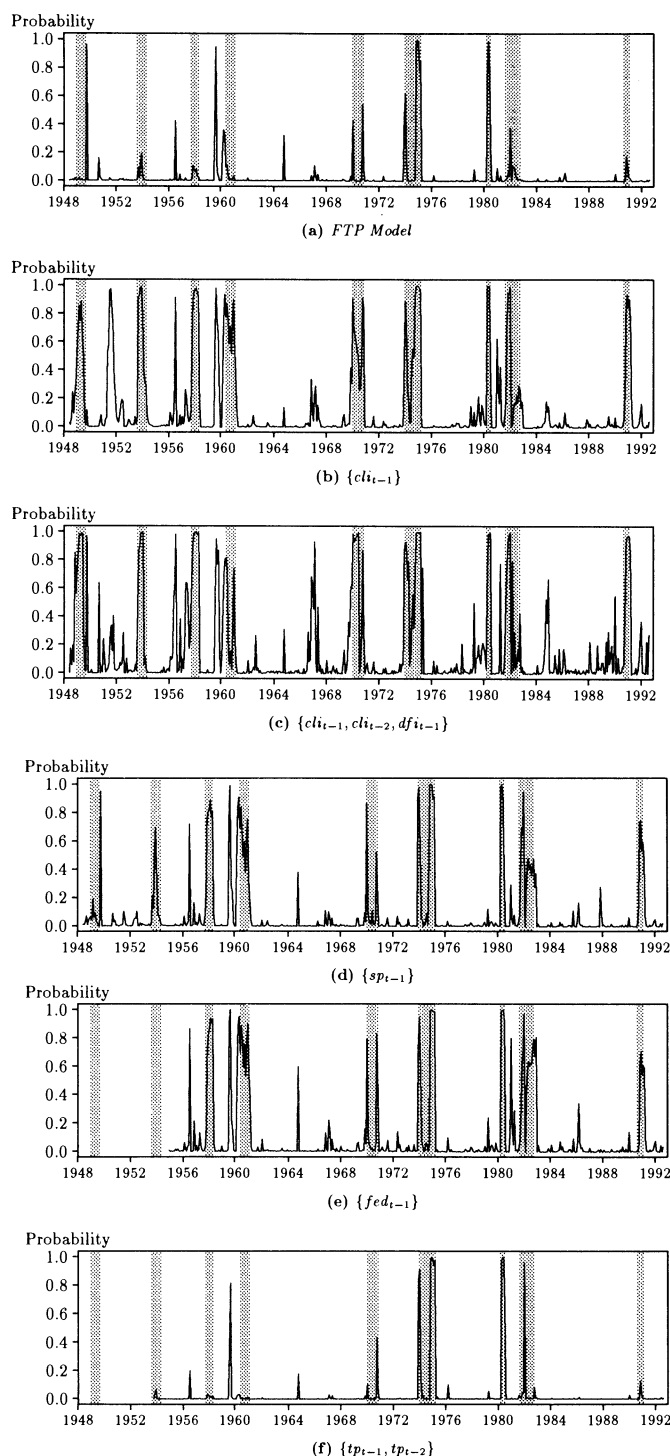 Probability
1.0
0.8
0.6
0.4
0.2
0.0
1948 1952 1956 1960 1964 1968 1972 1976 1980 1984 1988 1992
(a) FTP Model
Probability
1.0
0.8
0.6
0.4
0.2
0.0
1948 1952 1956 1960 1964 1968 1972 1976 1980 1984 1988 1992
(b) {cli_{t−1}}
Probability
1.0
0.8
0.6
0.4
0.2
0.0
1948 1952 1956 1960 1964 1968 1972 1976 1980 1984 1988 1992
(c) {cli_{t−1}, cli_{t−2}, dfi_{t−1}}
Probability
1.0
0.8
0.6
0.4
0.2
0.0
1948 1952 1956 1960 1964 1968 1972 1976 1980 1984 1988 1992
(d) {sp_{t−1}}
Probability
1.0
0.8
0.6
0.4
0.2
0.0
1948 1952 1956 1960 1964 1968 1972 1976 1980 1984 1988 1992
(e) {fed_{t−1}}
Probability
1.0
0.8
0.6
0.4
0.2
0.0
1948 1952 1956 1960 1964 1968 1972 1976 1980 1984 1988 1992
(f) {tp_{t−1}, tp_{t−2}}